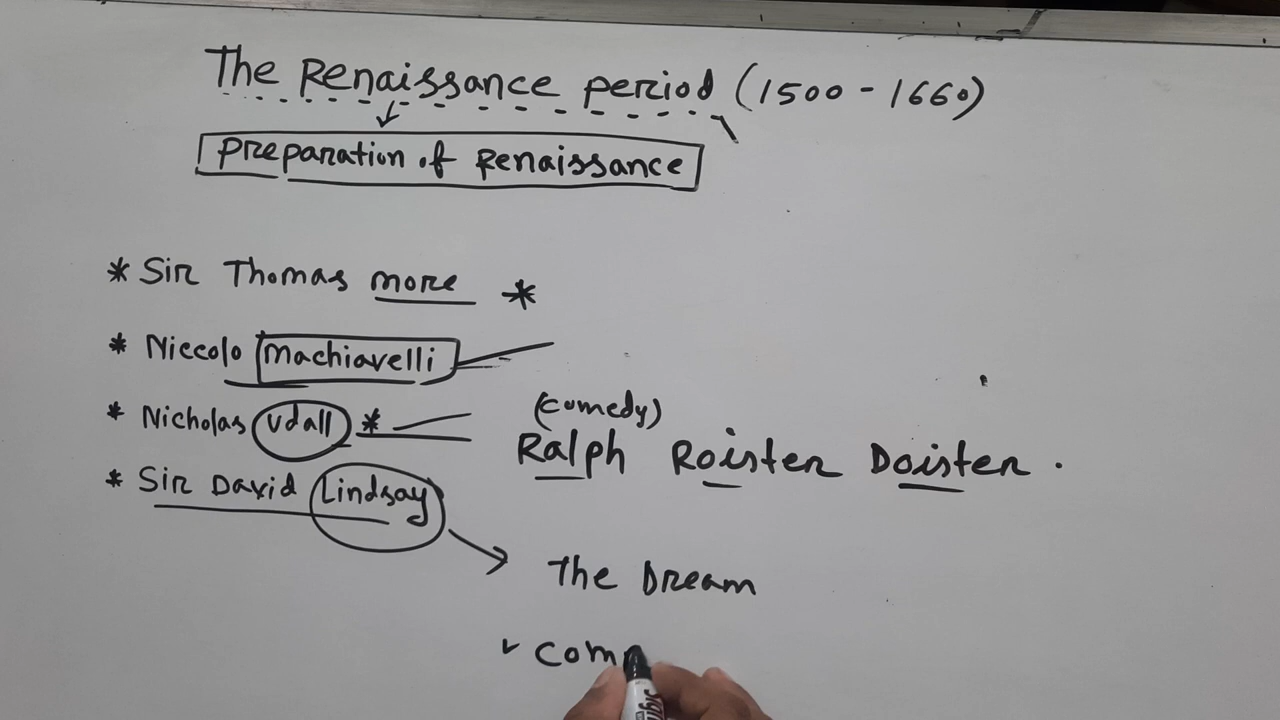 The Renaissance period (1500 - 1660)
Preparation of Renaissance
* Sir Thomas more *
* Niccolo Machiavelli
* Nicholas Udall *
(comedy)
Ralph Roister Doister .
* Sir David Lindsay
The Dream
Com